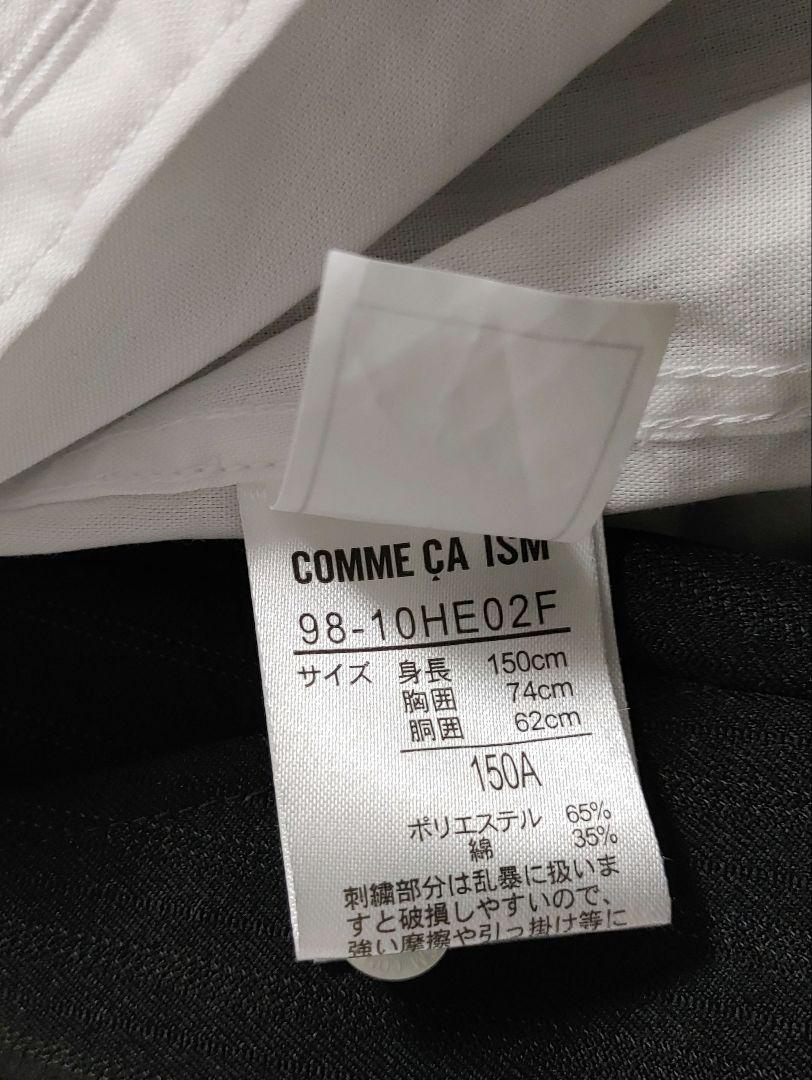 COMME ÇA ISM
98-10HE02F
サイズ 身長 150cm
胸囲 74cm
胴囲 62cm
150A
ポリエステル 65%
綿 35%
刺繍部分は乱暴に扱いま
すと破損しやすいので、
強い摩擦や引っ掛け等に